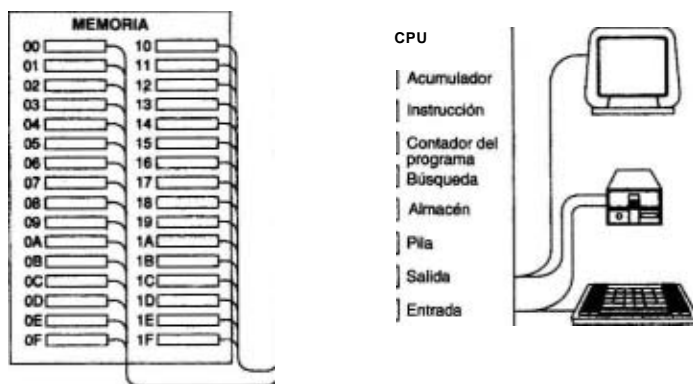 MEMORIA
00 10
01 11
02 12
03 13
04 14
05 15
06 16
07 17
08 18
09 19
0A 1A
0B 1B
0C 1C
0D 1D
0E 1E
0F 1F
CPU
Acumulador
Instrucción
Contador del
programa
Búsqueda
Almacén
Pila
Salida
Entrada